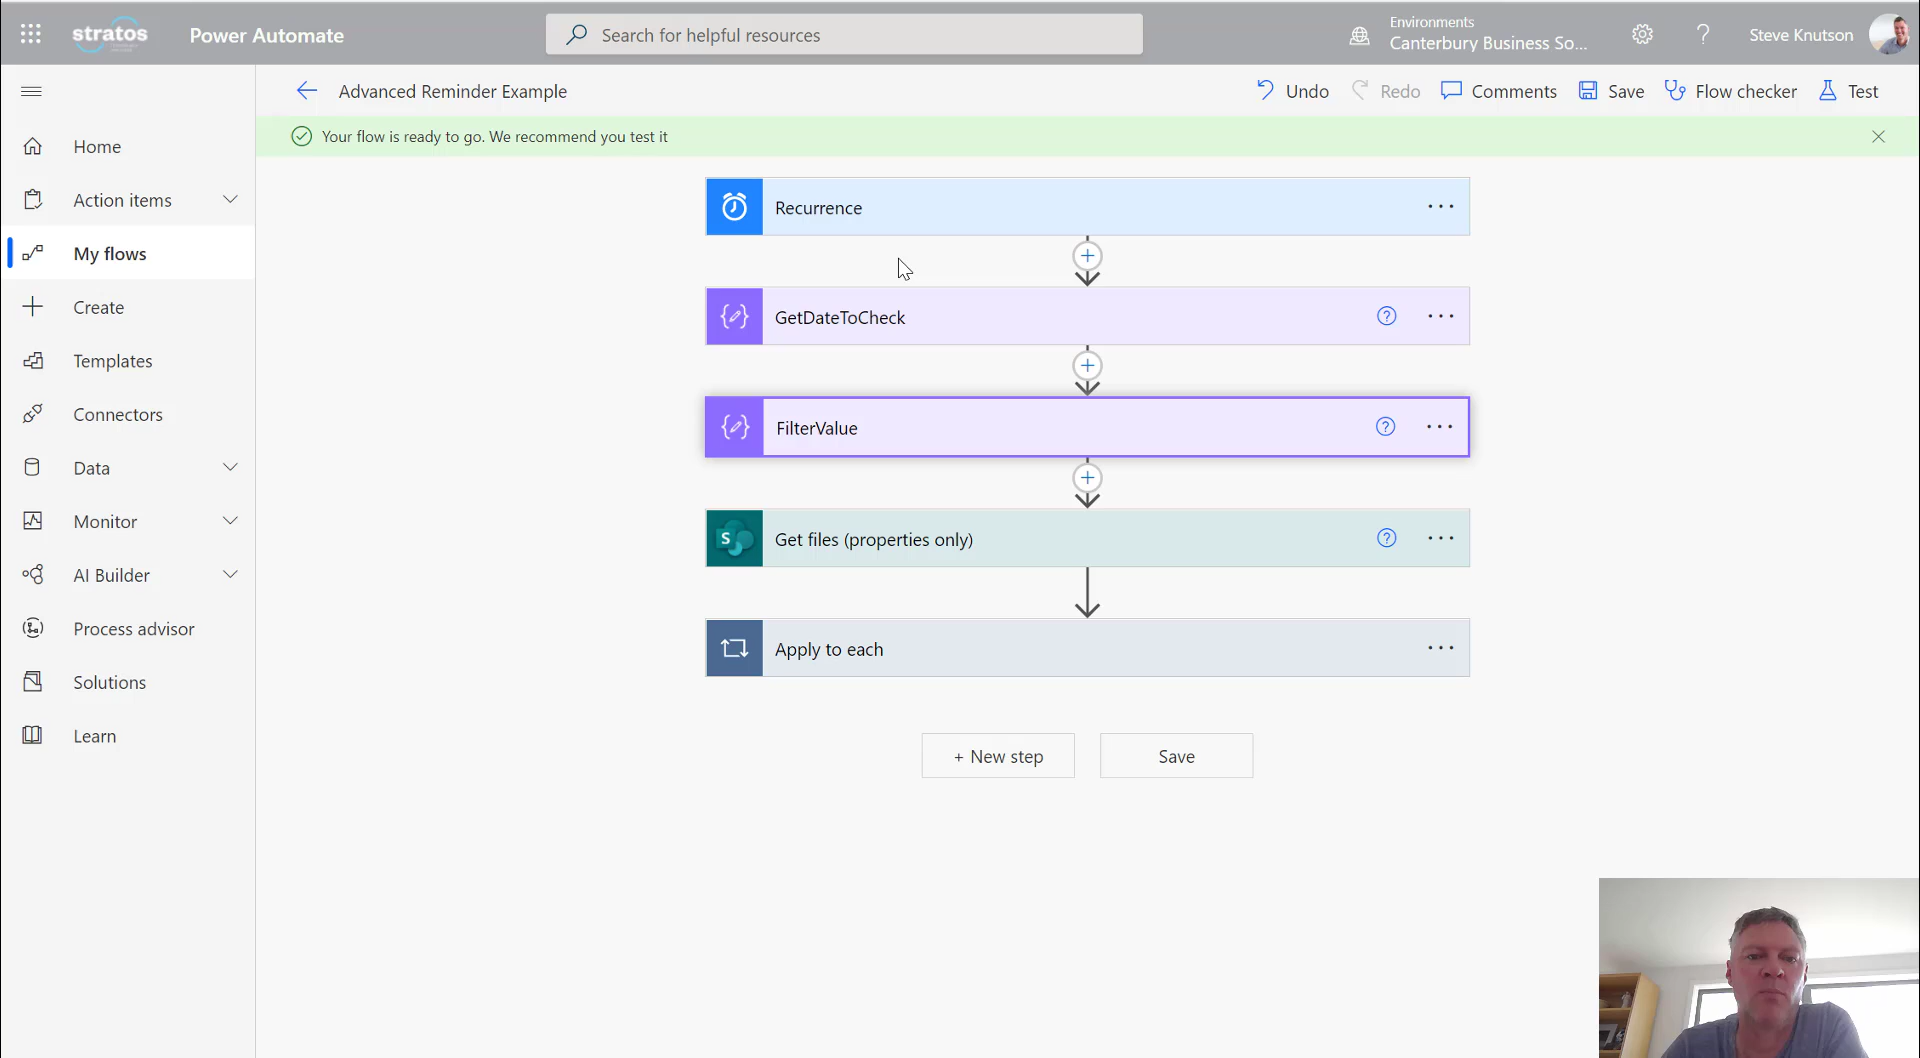 stratos
Power Automate
Search for helpful resources
Environments
Canterbury Business So...
?
Steve Knutson
Advanced Reminder Example
Undo
Redo
Comments
Save
Flow checker
Test
Your flow is ready to go. We recommend you test it
Home
Action items
My flows
Create
Templates
Connectors
Data
Monitor
AI Builder
Process advisor
Solutions
Learn
Recurrence
GetDateToCheck
?
FilterValue
?
S
Get files (properties only)
?
Apply to each
+ New step
Save